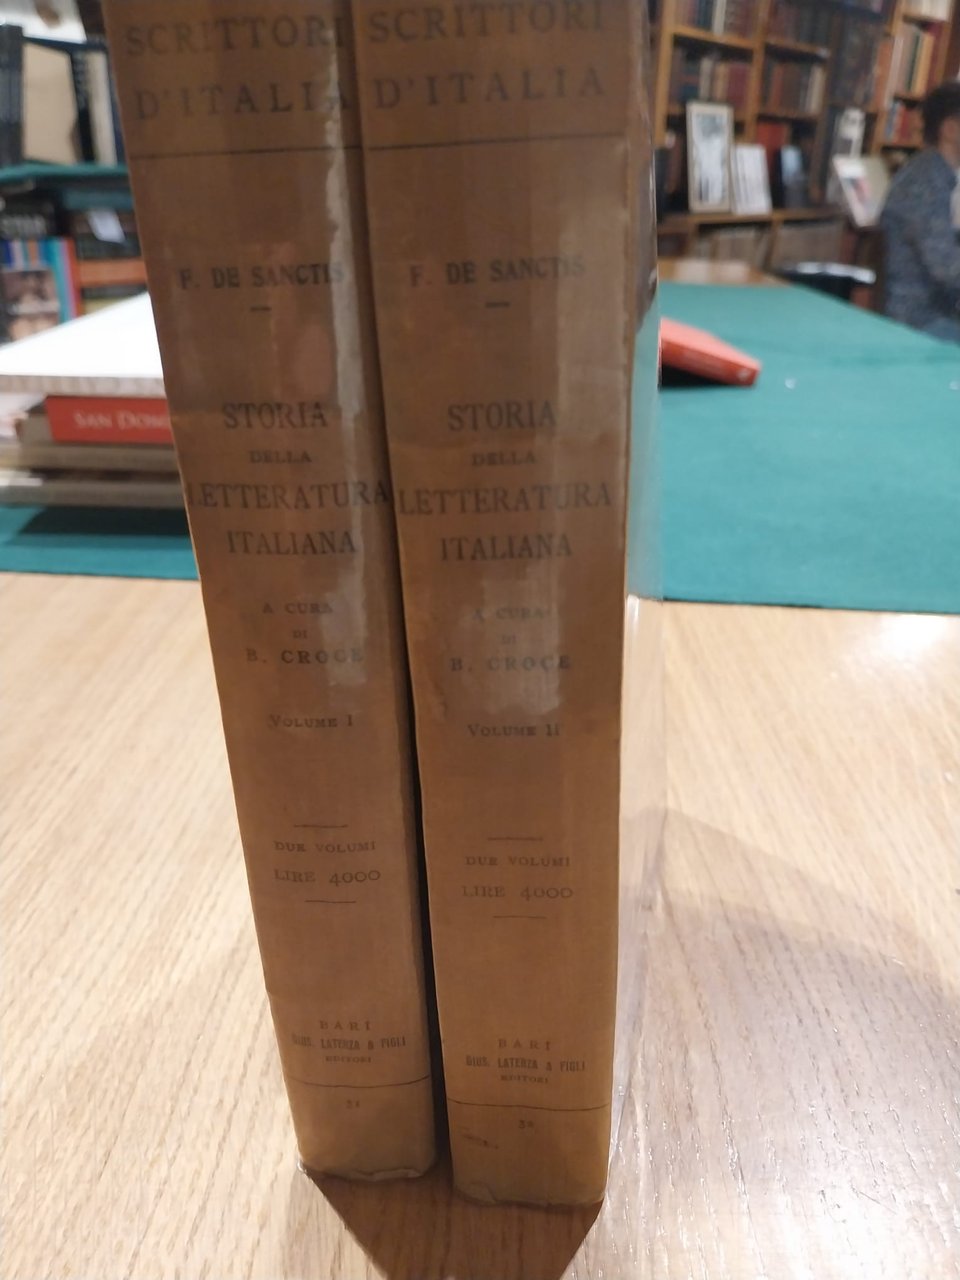 SCRITTORI
D'ITALIA
F. DE SANCTIS
STORIA
DELLA
LETTERATURA
ITALIANA
A CURA
DI
B. CROCE
VOLUME I
DUE VOLUMI
LIRE 4000
BARI
GIUS. LATERZA & FIGLI
EDITORI
31
SCRITTORI
D'ITALIA
F. DE SANCTIS
STORIA
DELLA
LETTERATURA
ITALIANA
A CURA
DI
B. CROCE
VOLUME II
DUE VOLUMI
LIRE 4000
BARI
GIUS. LATERZA & FIGLI
EDITORI
32
SAN